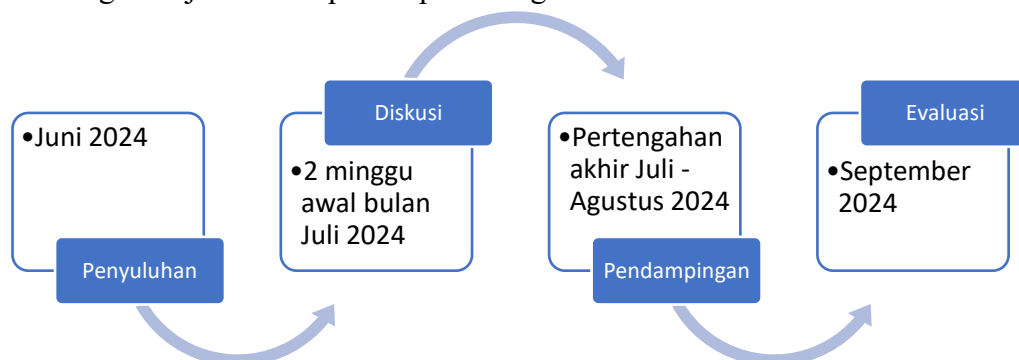 •Juni 2024
Penyuluhan
Diskusi
•2 minggu
awal bulan
Juli 2024
•Pertengahan
akhir Juli -
Agustus 2024
Pendampingan
Evaluasi
•September
2024